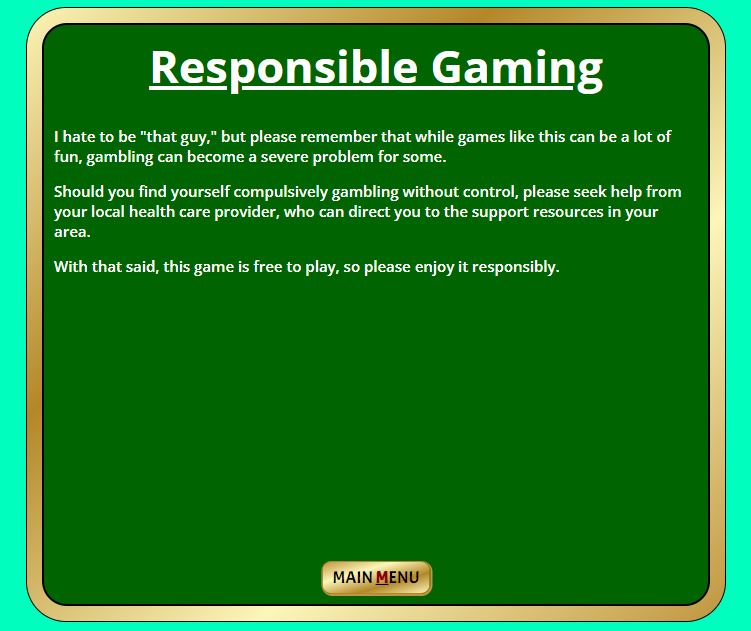 Responsible Gaming
I hate to be "that guy," but please remember that while games like this can be a lot of
fun, gambling can become a severe problem for some.
Should you find yourself compulsively gambling without control, please seek help from
your local health care provider, who can direct you to the support resources in your
area.
With that said, this game is free to play, so please enjoy it responsibly.
MAIN MENU